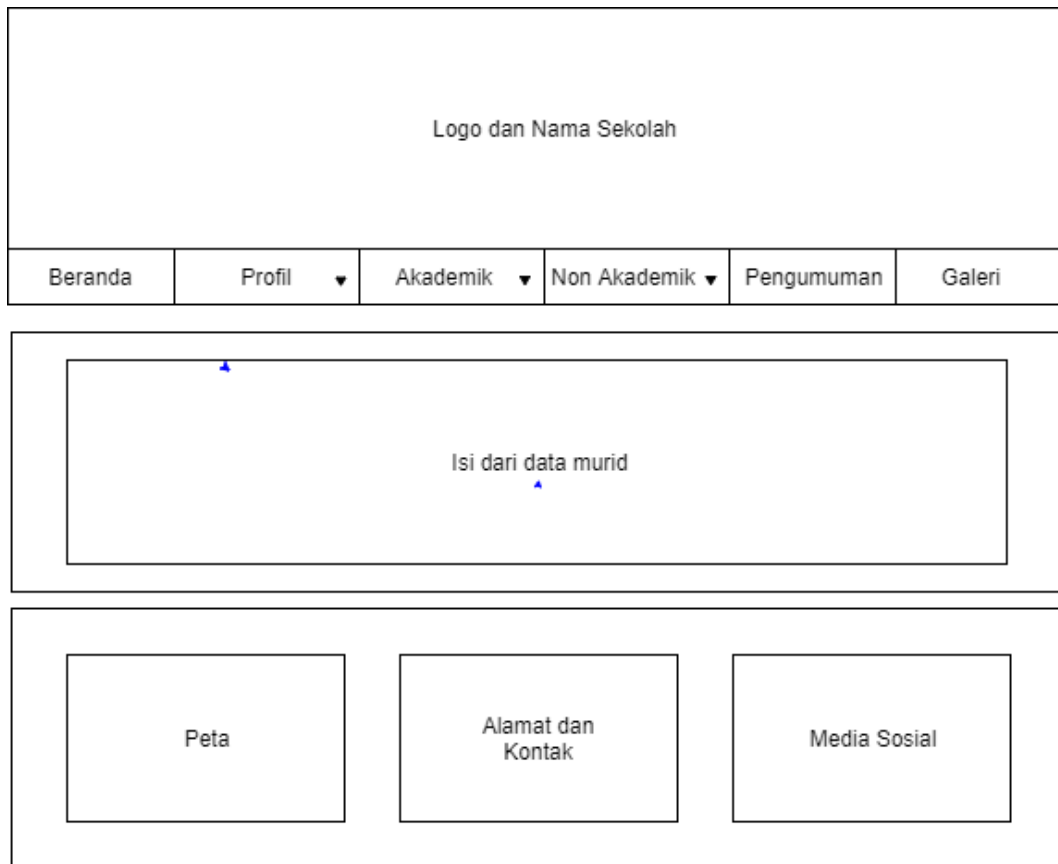 Logo dan Nama Sekolah
Beranda
Profil
Akademik
Non Akademik
Pengumuman
Galeri
Isi dari data murid
Peta
Alamat dan
Kontak
Media Sosial